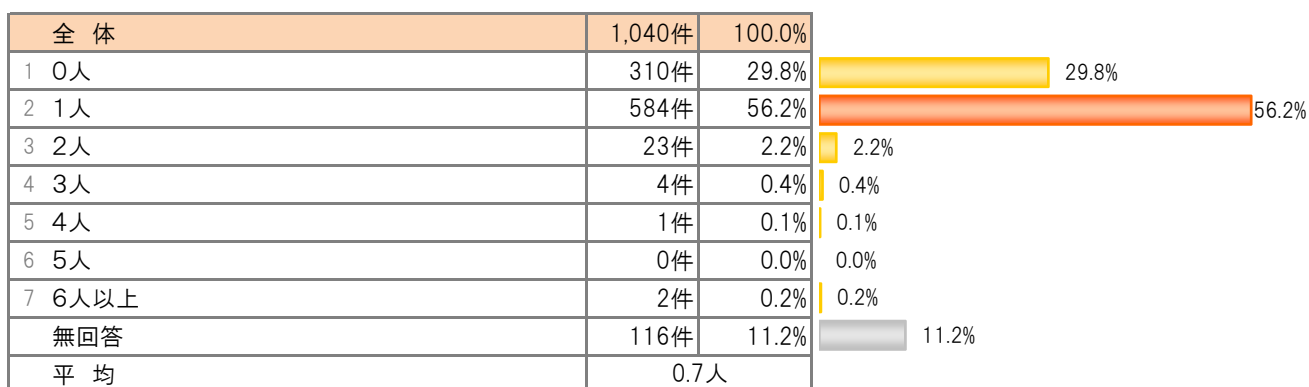 全 体 1,040件 100.0%
1 0人 310件 29.8% 29.8%
2 1人 584件 56.2% 56.2%
3 2人 23件 2.2% 2.2%
4 3人 4件 0.4% 0.4%
5 4人 1件 0.1% 0.1%
6 5人 0件 0.0% 0.0%
7 6人以上 2件 0.2% 0.2%
無回答 116件 11.2% 11.2%
平 均 0.7人